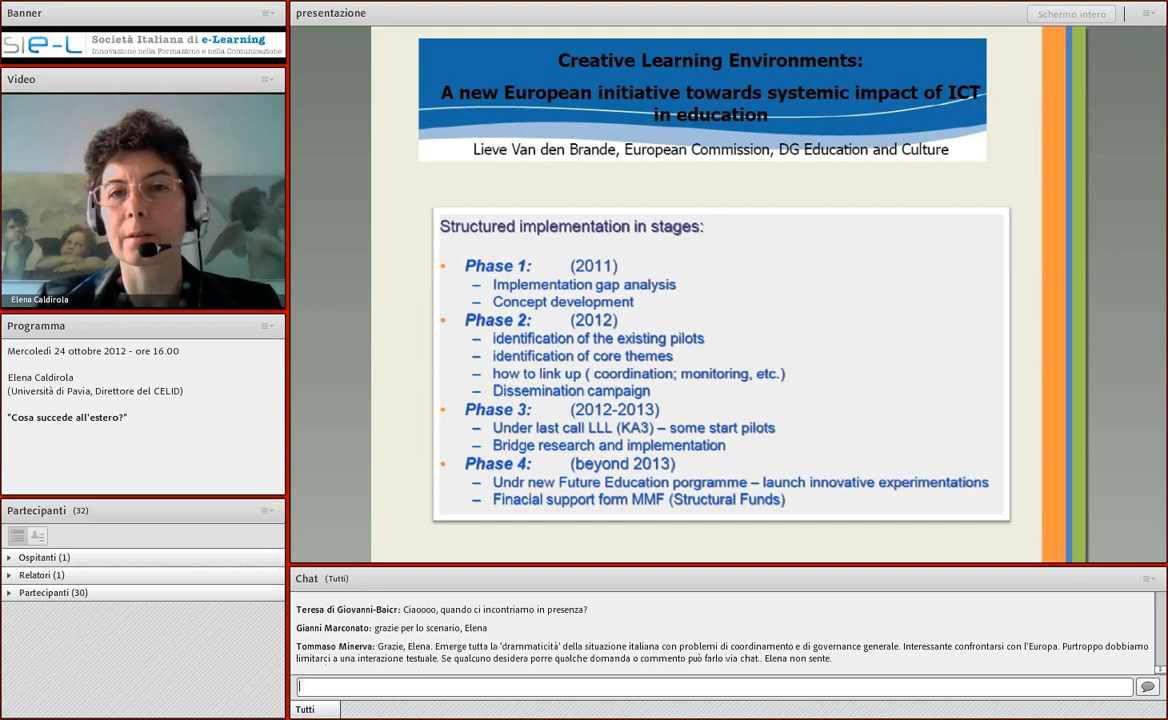 Banner
SIe-L Società Italiana di e-Learning
Innovazione nella Formazione e nella Comunicazione
Video
Elena Caldirola
Programma
Mercoledì 24 ottobre 2012 - ore 16.00
Elena Caldirola
(Università di Pavia, Direttore del CELID)
"Cosa succede all'estero?"
Partecipanti (32)
Ospitanti (1)
Relatori (1)
Partecipanti (30)
presentazione
Schermo intero
Creative Learning Environments:
A new European initiative towards systemic impact of ICT
in education
Lieve Van den Brande, European Commission, DG Education and Culture
Structured implementation in stages:
• Phase 1: (2011)
– Implementation gap analysis
– Concept development
• Phase 2: (2012)
– identification of the existing pilots
– identification of core themes
– how to link up ( coordination; monitoring, etc.)
– Dissemination campaign
• Phase 3: (2012-2013)
– Under last call LLL (KA3) – some start pilots
– Bridge research and implementation
• Phase 4: (beyond 2013)
– Undr new Future Education porgramme – launch innovative experimentations
– Finacial support form MMF (Structural Funds)
Chat (Tutti)
Teresa di Giovanni-Baicr: Ciaoooo, quando ci incontriamo in presenza?
Gianni Marconato: grazie per lo scenario, Elena
Tommaso Minerva: Grazie, Elena. Emerge tutta la 'drammaticità' della situazione italiana con problemi di coordinamento e di governance generale. Interessante confrontarsi con l'Europa. Purtroppo dobbiamo
limitarci a una interazione testuale. Se qualcuno desidera porre qualche domanda o commento può farlo via chat.. Elena non sente.
Tutti